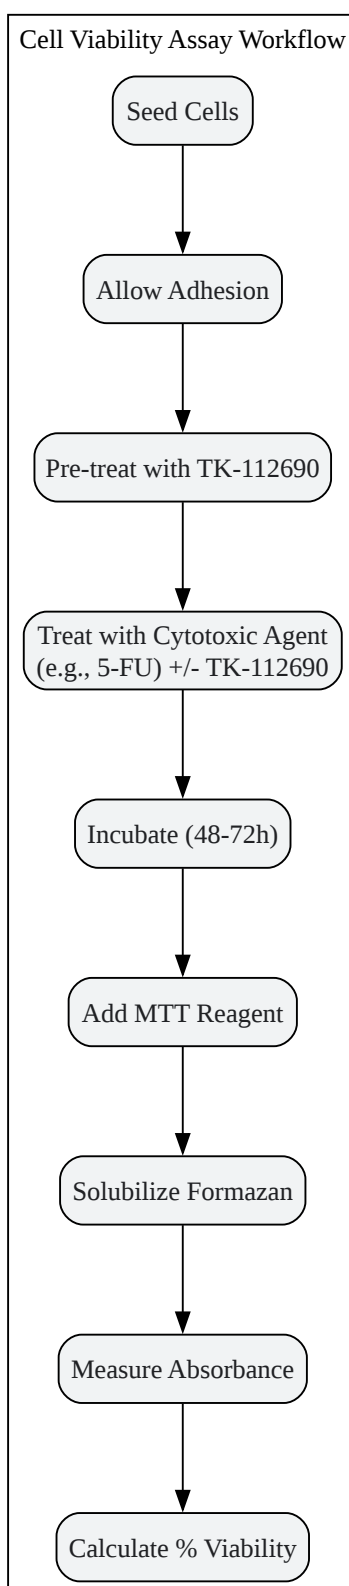 Cell Viability Assay Workflow
Seed Cells
Allow Adhesion
Pre-treat with TK-112690
Treat with Cytotoxic Agent
(e.g., 5-FU) +/- TK-112690
Incubate (48-72h)
Add MTT Reagent
Solubilize Formazan
Measure Absorbance
Calculate % Viability